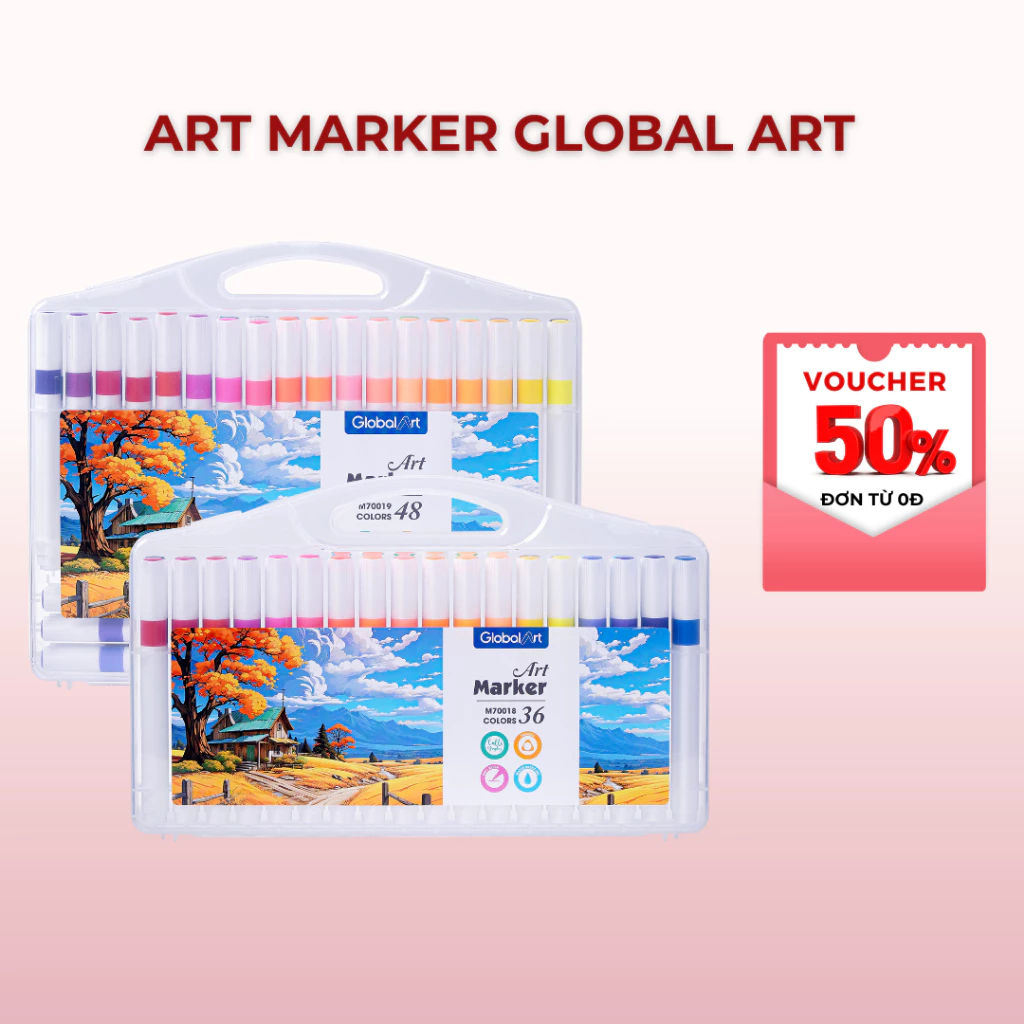 ART MARKER GLOBAL ART
GlobalArt
Art
M70019
COLORS 48
VOUCHER
50%
ĐƠN TỪ 0Đ
GlobalArt
Art
Marker
M70018
COLORS 36